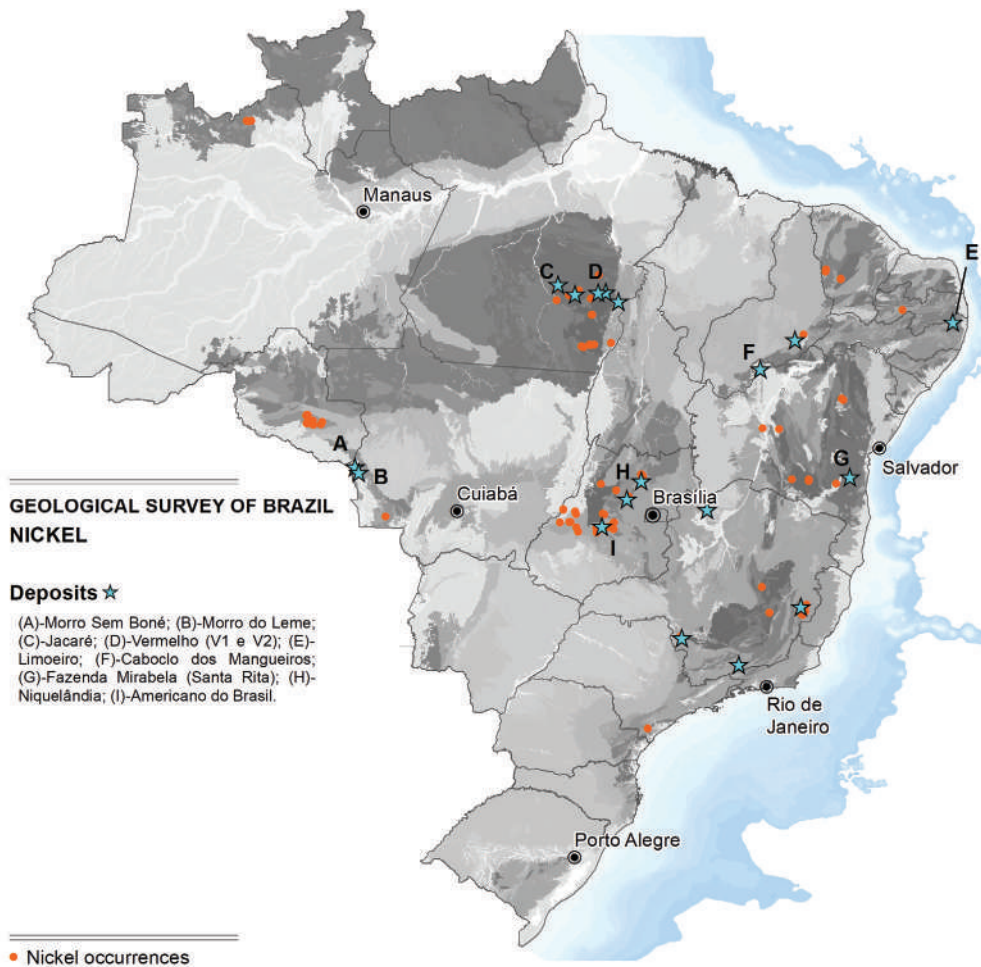 Manaus
C
D
E
F
A
B
G
Salvador
H
Cuiabá
Brasília
I
GEOLOGICAL SURVEY OF BRAZIL
NICKEL
Deposits
(A)-Morro Sem Boné; (B)-Morro do Leme;
(C)-Jacaré; (D)-Vermelho (V1 e V2); (E)-
Limoeiro; (F)-Caboclo dos Mangueiros;
(G)-Fazenda Mirabela (Santa Rita); (H)-
Niquelândia; (I)-Americano do Brasil.
Rio de
Janeiro
Porto Alegre
Nickel occurrences